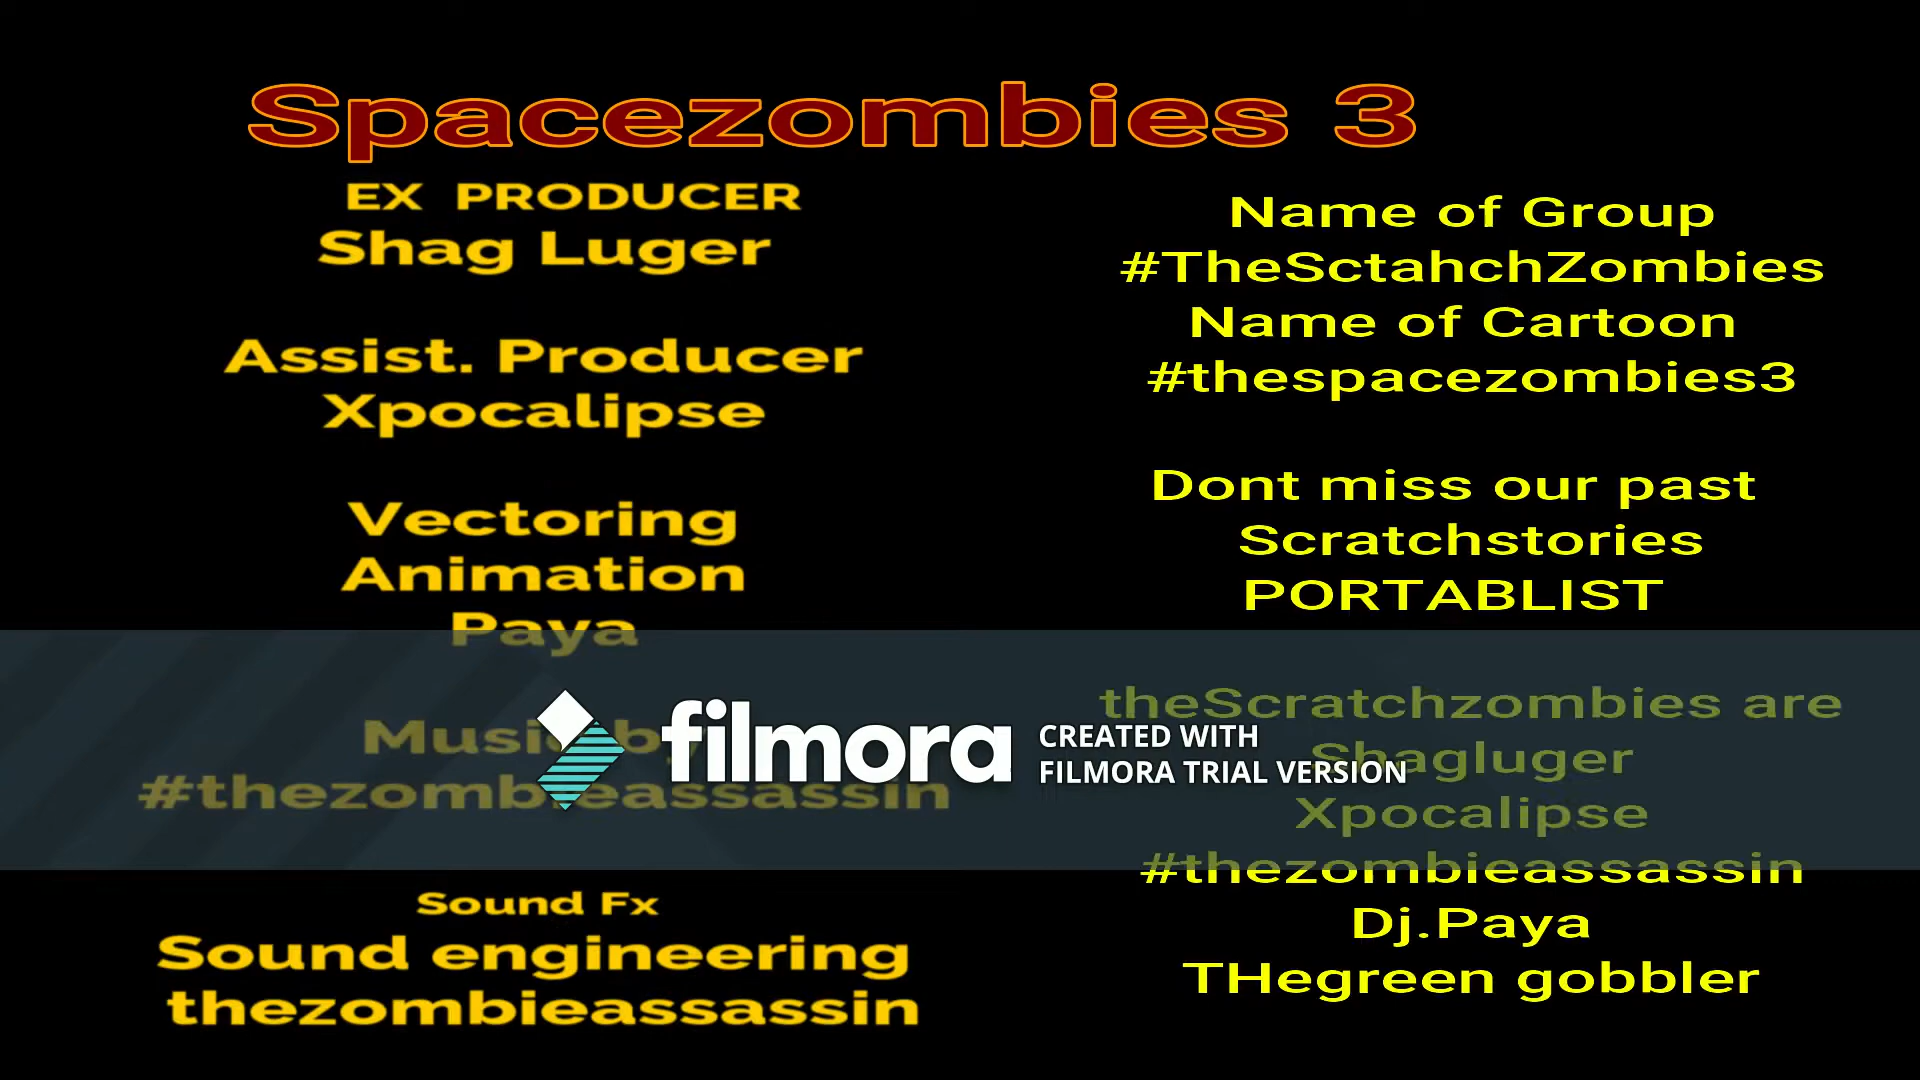 Spacezombies 3
EX PRODUCER
Shag Luger
Assist. Producer
Xpocalipse
Vectoring
Animation
Paya
Music by
#thezombieassassin
Sound Fx
Sound engineering
thezombieassassin
Name of Group
#TheSctahchZombies
Name of Cartoon
#thespacezombies3
Dont miss our past
Scratchstories
PORTABLIST
theScratchzombies are
Shagluger
Xpocalipse
#thezombieassassin
Dj.Paya
THegreen gobbler
filmora
CREATED WITH
FILMORA TRIAL VERSION